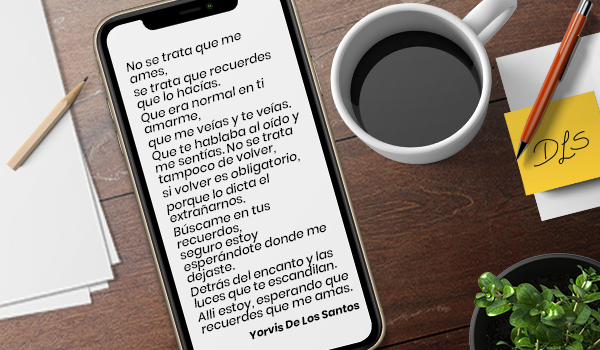 No se trata que me
ames,
se trata que recuerdes
que lo hacías.
Que era normal en ti
amarme,
que me veías y te veías.
Que te hablaba al oído y
me sentías. No se trata
tampoco de volver,
si volver es obligatorio,
porque lo dicta el
extrañarnos.
Búscame en tus
recuerdos,
seguro estoy
esperándote donde me
dejaste.
Detrás del encanto y las
luces que te escandilan.
Alli estoy, esperando que
recuerdes que me amas.
Yorvis De Los Santos
DLS